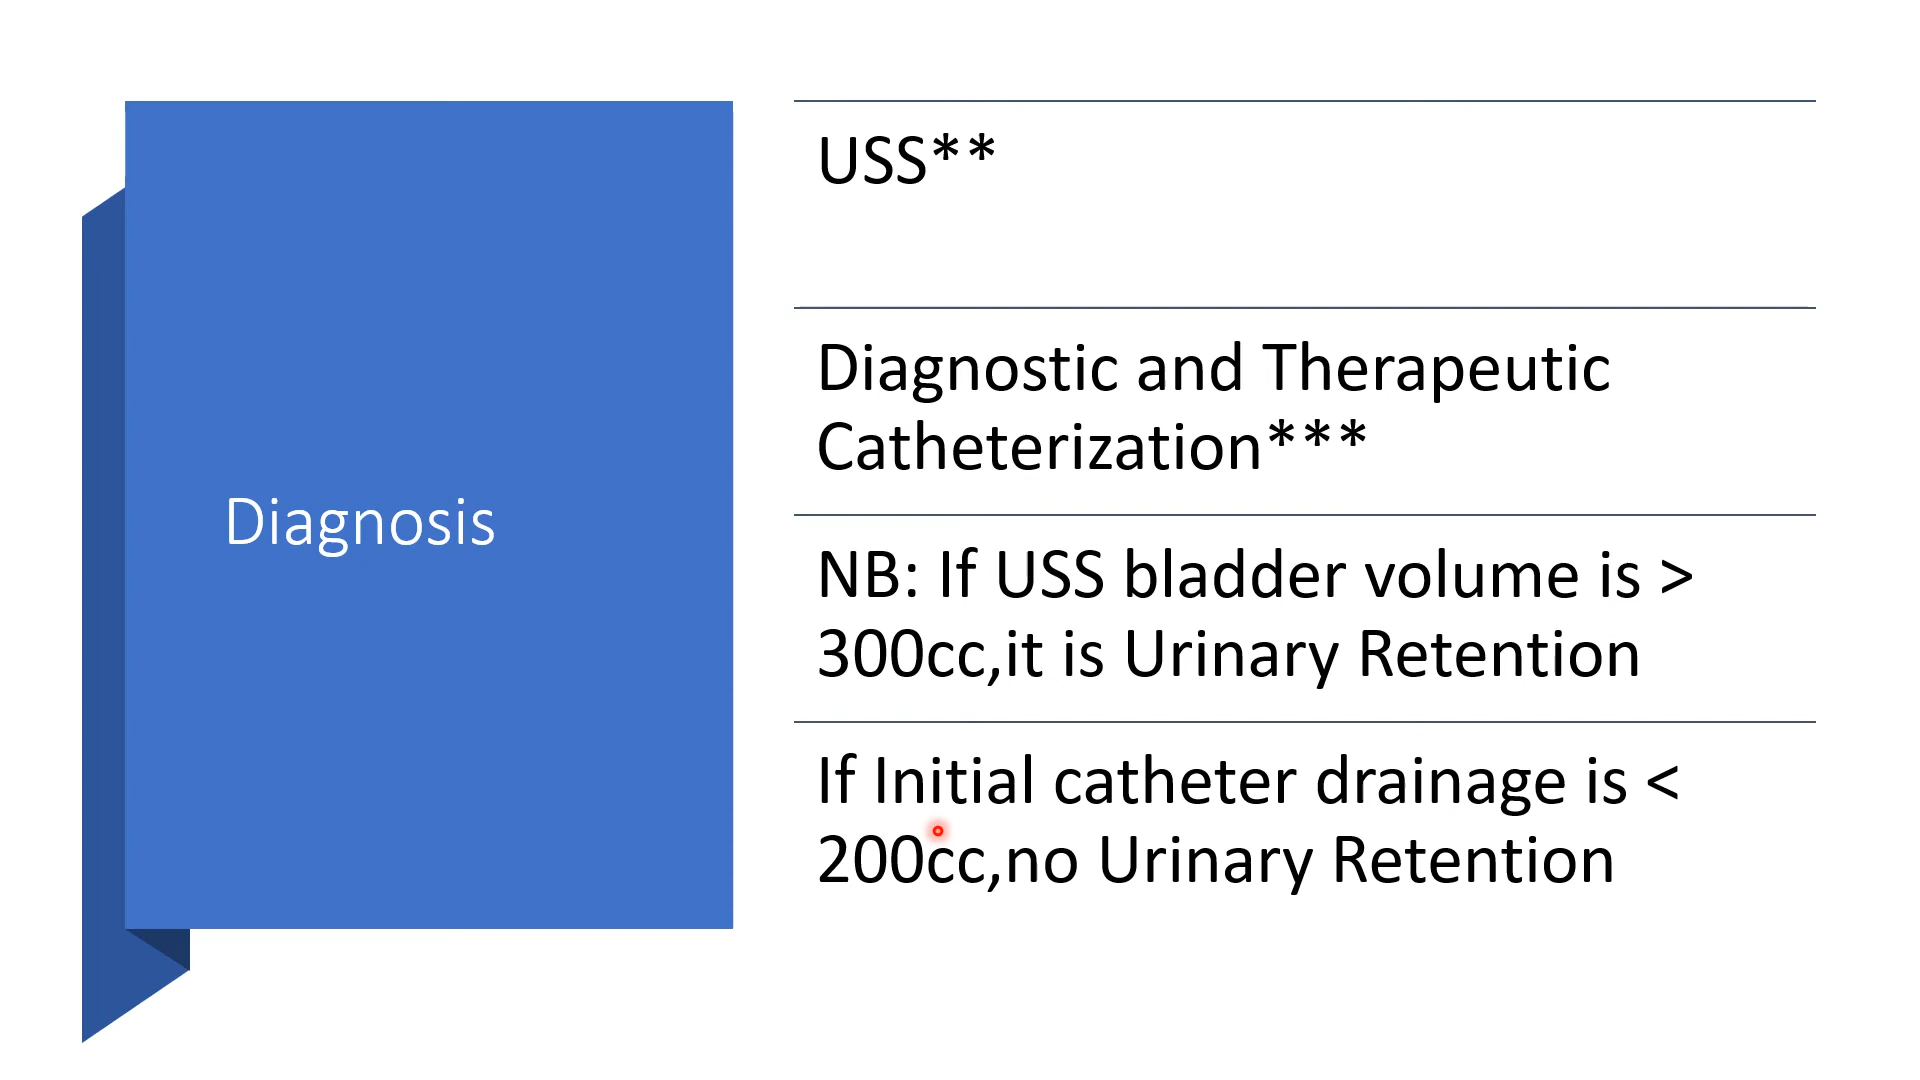 Diagnosis
USS**
Diagnostic and Therapeutic
Catheterization***
NB: If USS bladder volume is >
300cc,it is Urinary Retention
If Initial catheter drainage is <
200cc,no Urinary Retention